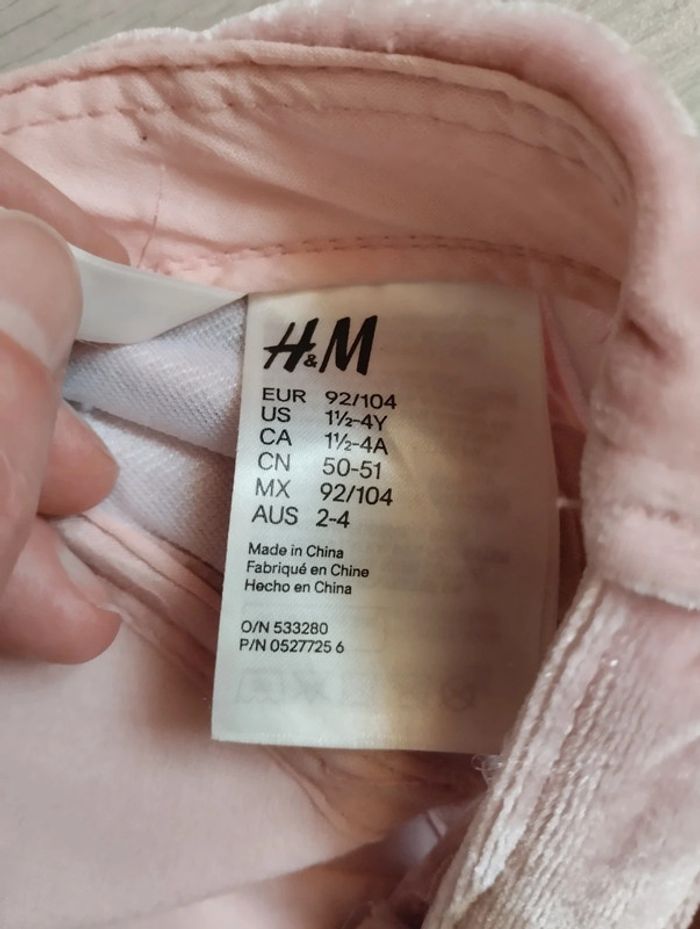 H&M
EUR 92/104
US 1½-4Y
CA 1½-4A
CN 50-51
MX 92/104
AUS 2-4
Made in China
Fabriqué en Chine
Hecho en China
O/N 533280
P/N 0527725 6